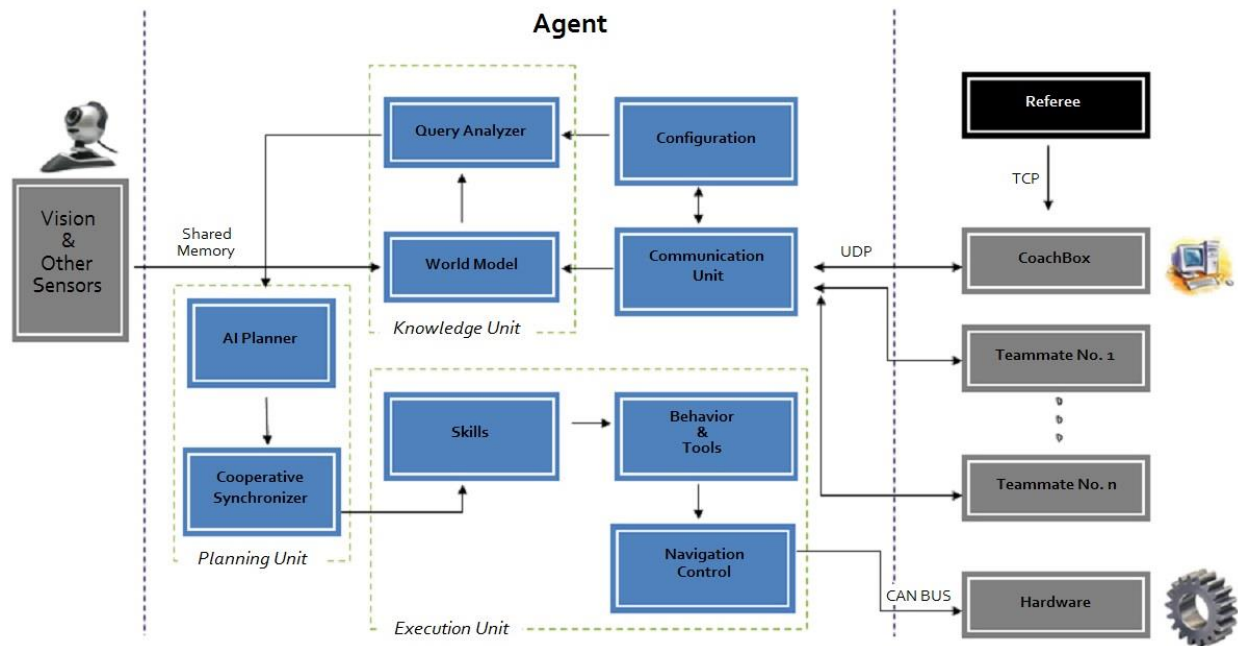 Agent
Referee
Query Analyzer
Configuration
TCP
Vision
&
Other
Sensors
Shared
Memory
World Model
Communication
Unit
UDP
CoachBox
Knowledge Unit
AI Planner
Teammate No. 1
Skills
Behavior
&
Tools
Cooperative
Synchronizer
Teammate No. n
Planning Unit
Navigation
Control
CAN BUS
Hardware
Execution Unit